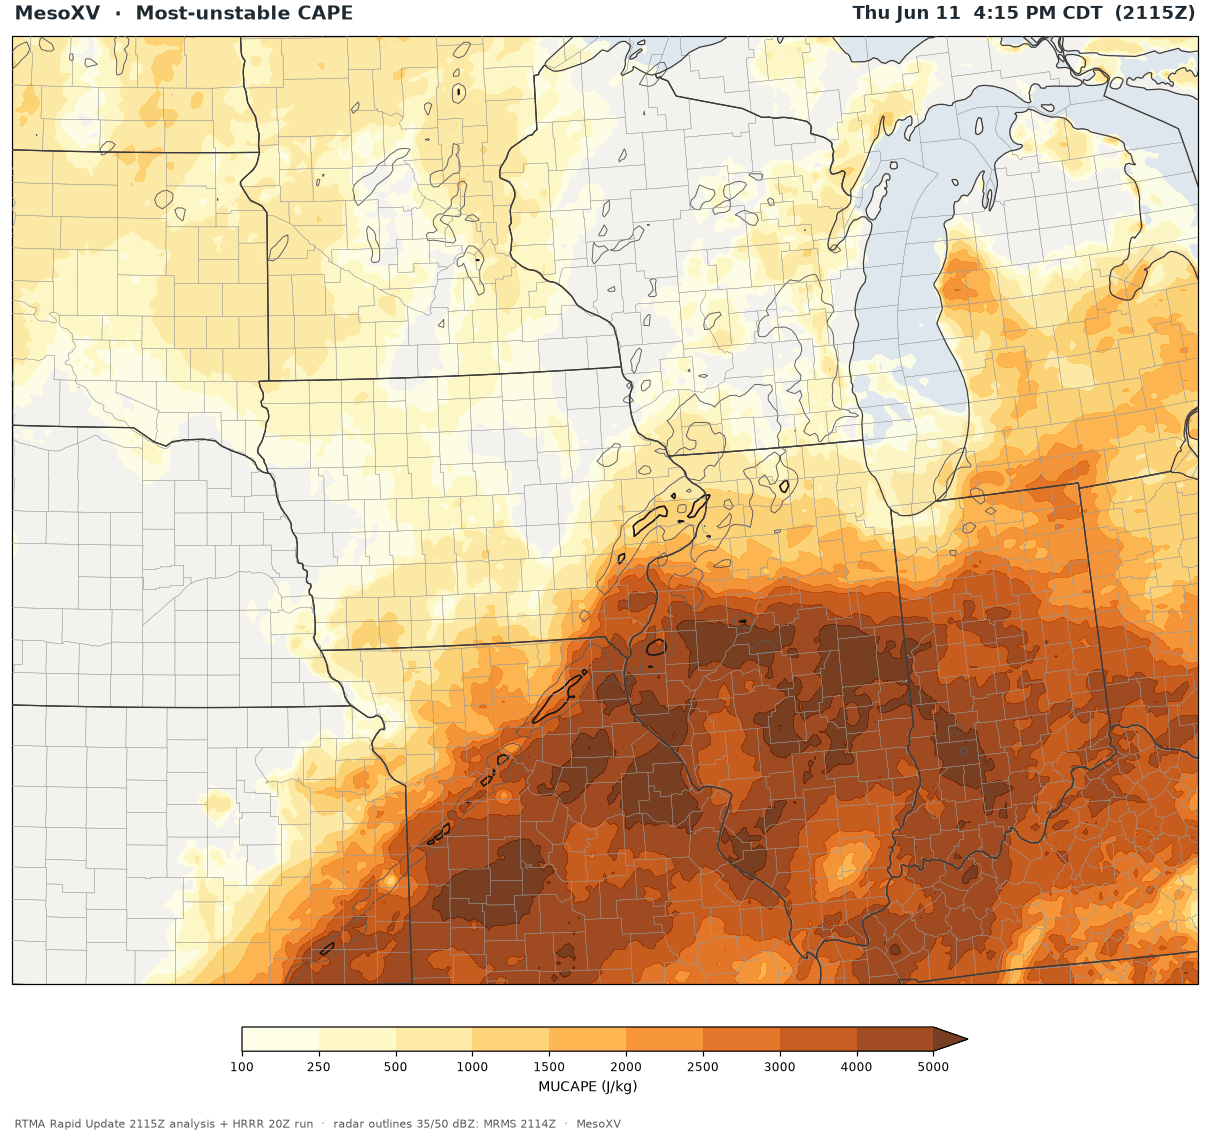 MesoXV · Most-unstable CAPE
Thu Jun 11 4:15 PM CDT (2115Z)
100 250 500 1000 1500 2000 2500 3000 4000 5000
MUCAPE (J/kg)
RTMA Rapid Update 2115Z analysis + HRRR 20Z run · radar outlines 35/50 dBZ: MRMS 2114Z · MesoXV